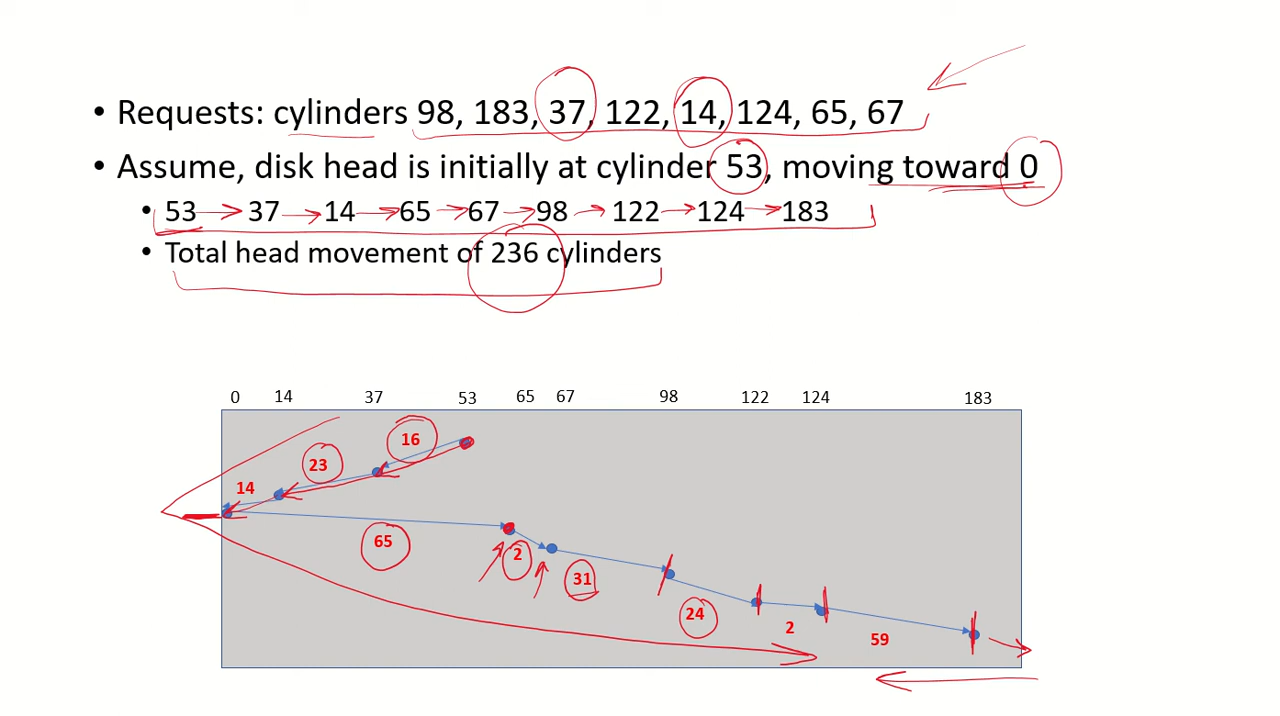 • Requests: cylinders 98, 183, 37, 122, 14, 124, 65, 67
• Assume, disk head is initially at cylinder 53, moving toward 0
• 53 37 14 65 67 98 122 124 183
• Total head movement of 236 cylinders
0 14 37 53 65 67 98 122 124 183
16
23
14
65
2
31
24
2
59